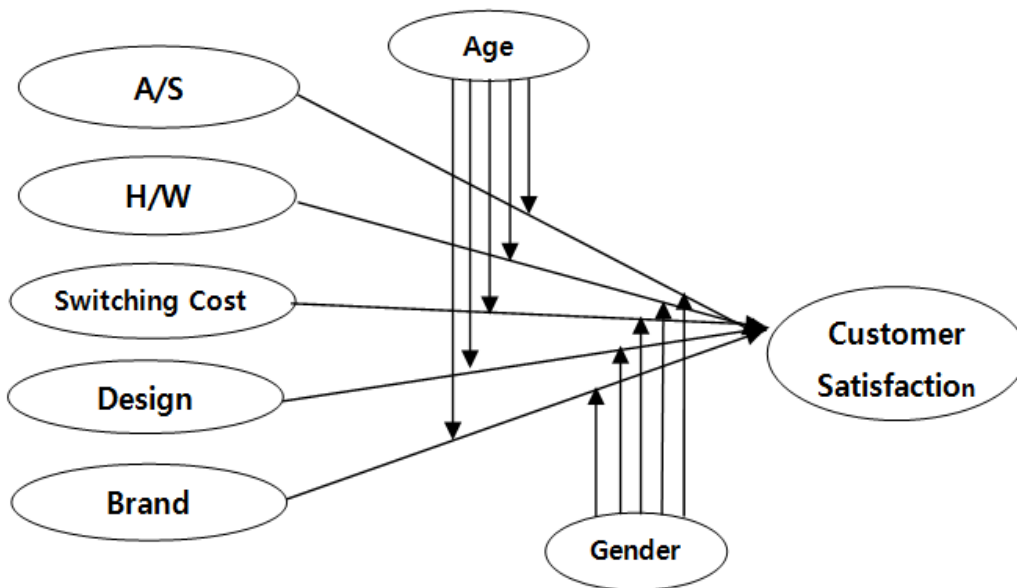 Age
A/S
H/W
Switching Cost
Design
Brand
Customer
Satisfaction
Gender